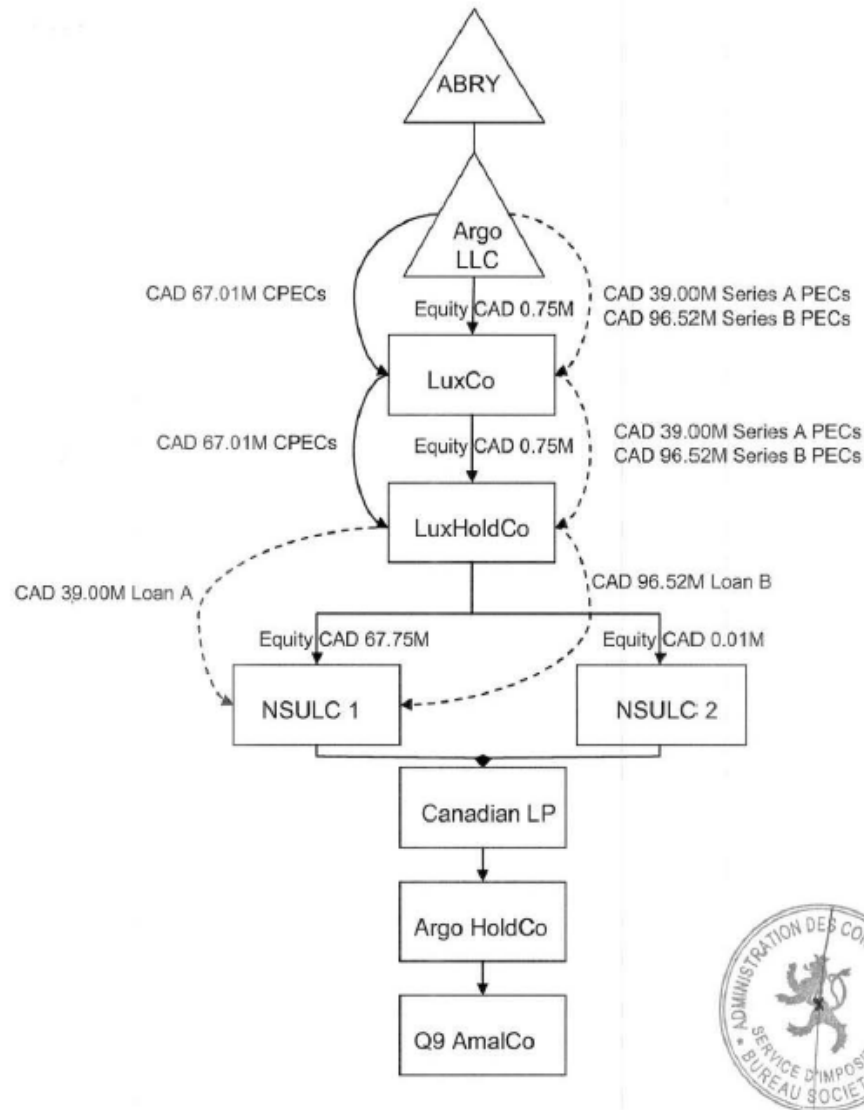 ABRY
Argo
LLC
CAD 67.01M CPECs
CAD 39.00M Series A PECs
CAD 96.52M Series B PECs
Equity CAD 0.75M
LuxCo
CAD 67.01M CPECs
Equity CAD 0.75M
CAD 39.00M Series A PECs
CAD 96.52M Series B PECs
LuxHoldCo
CAD 39.00M Loan A
CAD 96.52M Loan B
Equity CAD 67.75M
Equity CAD 0.01M
NSULC 1
NSULC 2
Canadian LP
Argo HoldCo
Q9 AmalCo
ADMINISTRATION DES
SERVICE
BUREAU